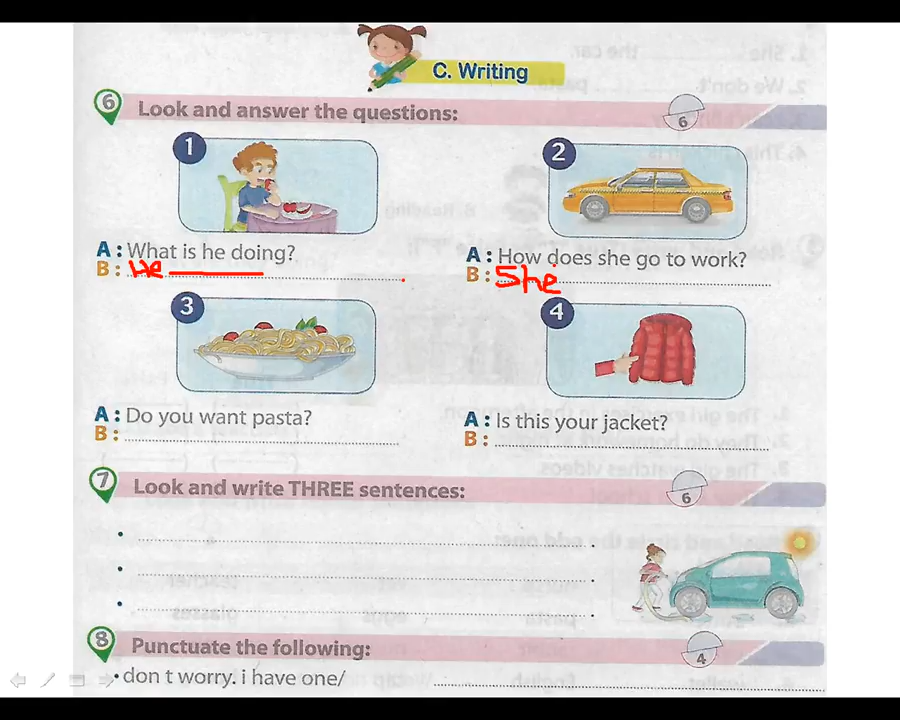 C. Writing
6 Look and answer the questions:
6
1
A : What is he doing?
B : He
2
A : How does she go to work?
B : She
3
A : Do you want pasta?
B :
4
A : Is this your jacket?
B :
7 Look and write THREE sentences:
6
8 Punctuate the following:
4
• don t worry. i have one/